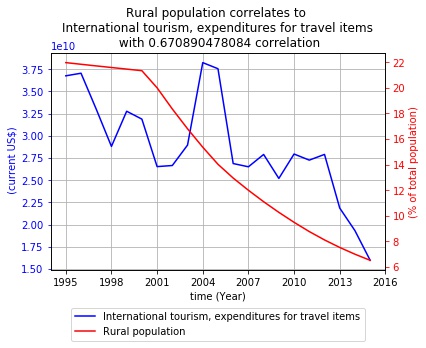 Rural population correlates to
International tourism, expenditures for travel items
with 0.670890478084 correlation
1e10
3.75
3.50
3.25
3.00
2.75
2.50
2.25
2.00
1.75
1.50
(current US$)
22
20
18
16
14
12
10
8
6
(% of total population)
1995 1998 2001 2004 2007 2010 2013 2016
time (Year)
International tourism, expenditures for travel items
Rural population